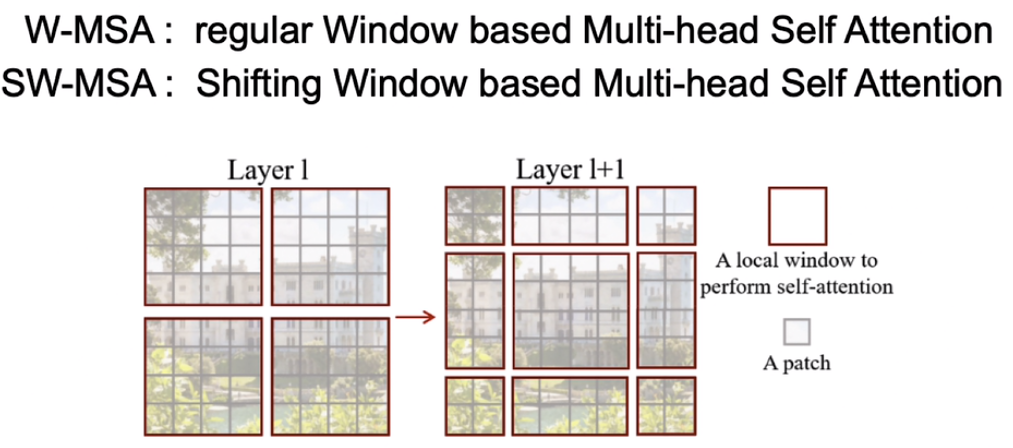 W-MSA : regular Window based Multi-head Self Attention
SW-MSA : Shifting Window based Multi-head Self Attention
Layer l
Layer l+1
A local window to
perform self-attention
A patch